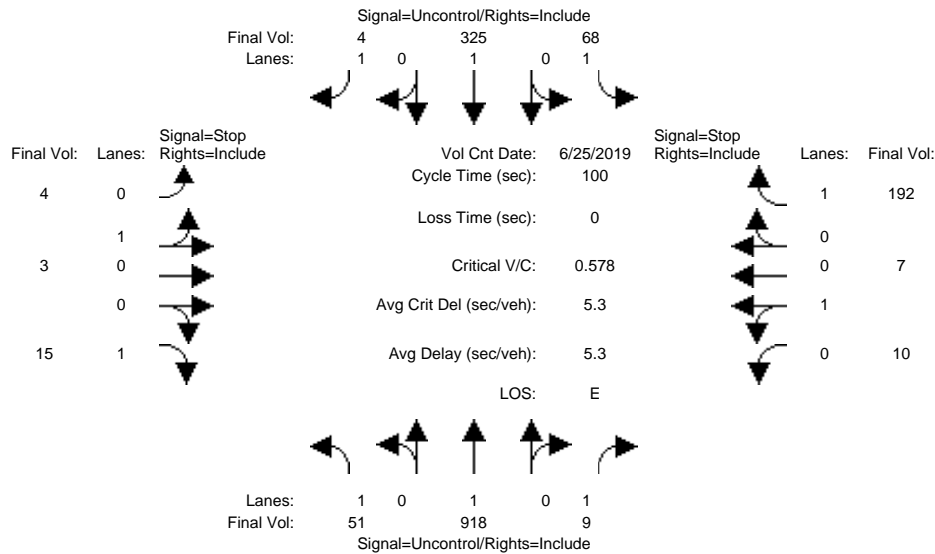 Signal=Uncontrol/Rights=Include
Final Vol: 4 325 68
Lanes: 1 0 1 0 1
Signal=Stop Signal=Stop
Final Vol: Lanes: Rights=Include Vol Cnt Date: 6/25/2019 Rights=Include Lanes: Final Vol:
Cycle Time (sec): 100
4 0 1 192
Loss Time (sec): 0
1 0
3 0 Critical V/C: 0.578 0 7
0 Avg Crit Del (sec/veh): 5.3 1
15 1 Avg Delay (sec/veh): 5.3 0 10
LOS: E
Lanes: 1 0 1 0 1
Final Vol: 51 918 9
Signal=Uncontrol/Rights=Include